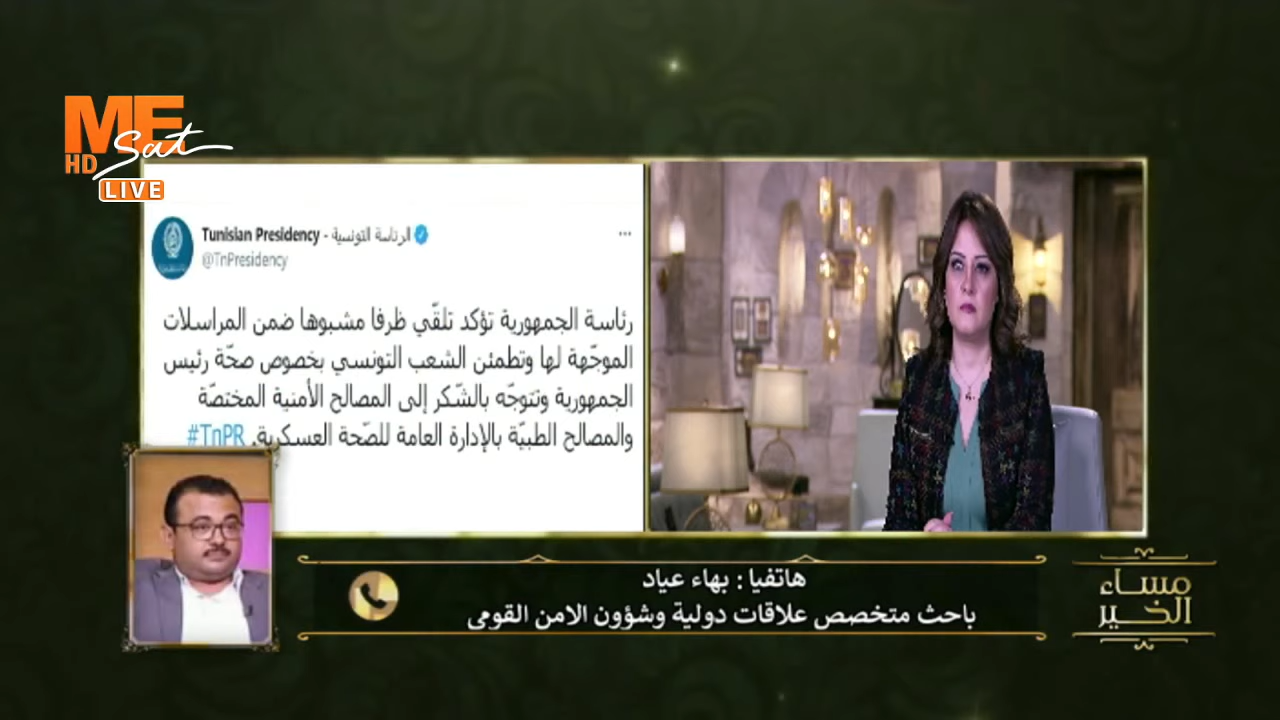 ME
Sat
HD
LIVE
Tunisian Presidency - الرئاسة التونسية
@TnPresidency
رئاسة الجمهورية تؤكد تلقّي ظرفا مشبوها ضمن المراسلات
الموجّهة لها وتطمئن الشعب التونسي بخصوص صحّة رئيس
الجمهورية وتتوجّه بالشّكر إلى المصالح الأمنية المختصّة
والمصالح الطبيّة بالإدارة العامة للصّحة العسكرية. #TnPR
هاتفيا : بهاء عياد
باحث متخصص علاقات دولية وشؤون الامن القومى
مساء
الخير